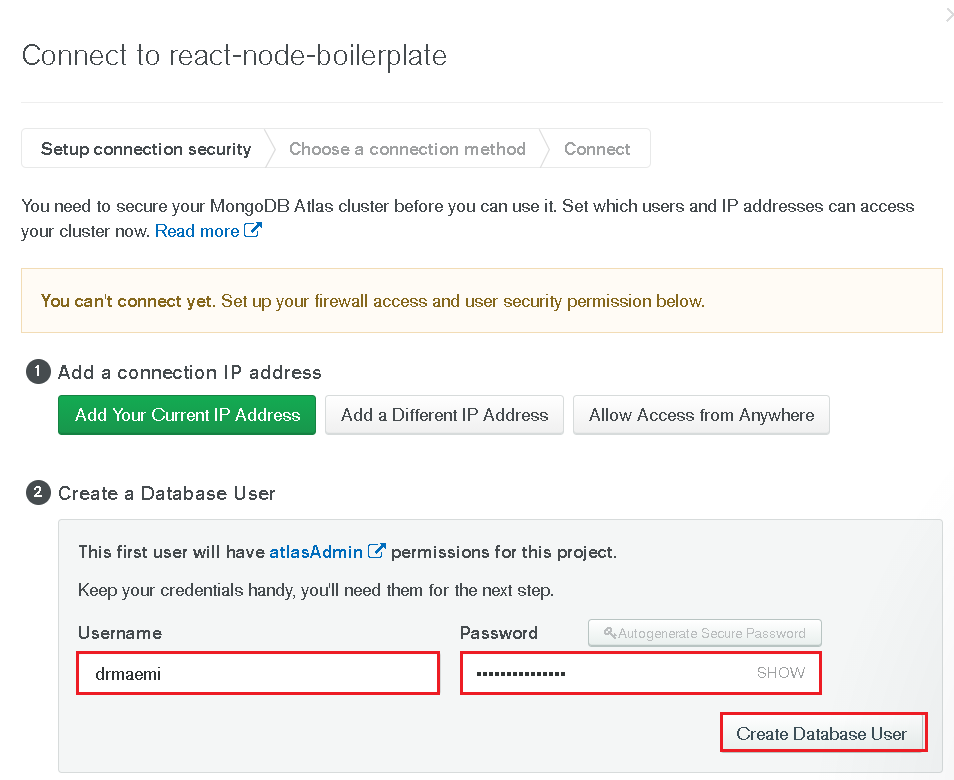 Connect to react-node-boilerplate
Setup connection security
Choose a connection method
Connect
You need to secure your MongoDB Atlas cluster before you can use it. Set which users and IP addresses can access
your cluster now. Read more
You can't connect yet. Set up your firewall access and user security permission below.
1 Add a connection IP address
Add Your Current IP Address
Add a Different IP Address
Allow Access from Anywhere
2 Create a Database User
This first user will have atlasAdmin permissions for this project.
Keep your credentials handy, you'll need them for the next step.
Username
Password
Autogenerate Secure Password
drmaemi
•••••••••••••••
SHOW
Create Database User